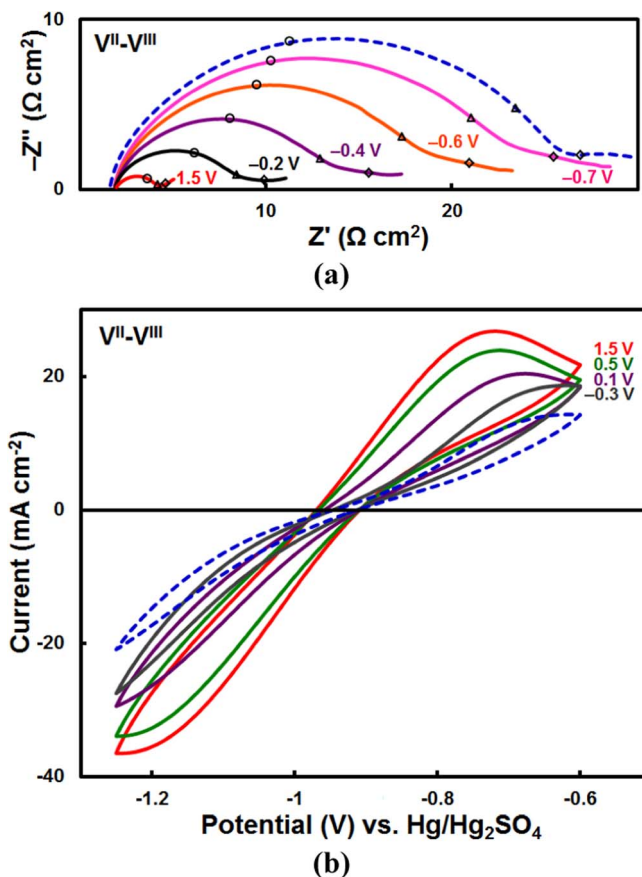 10
V^II-V^III
–Z'' (Ω cm²)
–0.7 V
–0.6 V
–0.4 V
–0.2 V
1.5 V
0
10
20
Z' (Ω cm²)
(a)
V^II-V^III
1.5 V
0.5 V
0.1 V
–0.3 V
20
0
-20
-40
Current (mA cm⁻²)
-1.2
-1
-0.8
-0.6
Potential (V) vs. Hg/Hg₂SO₄
(b)